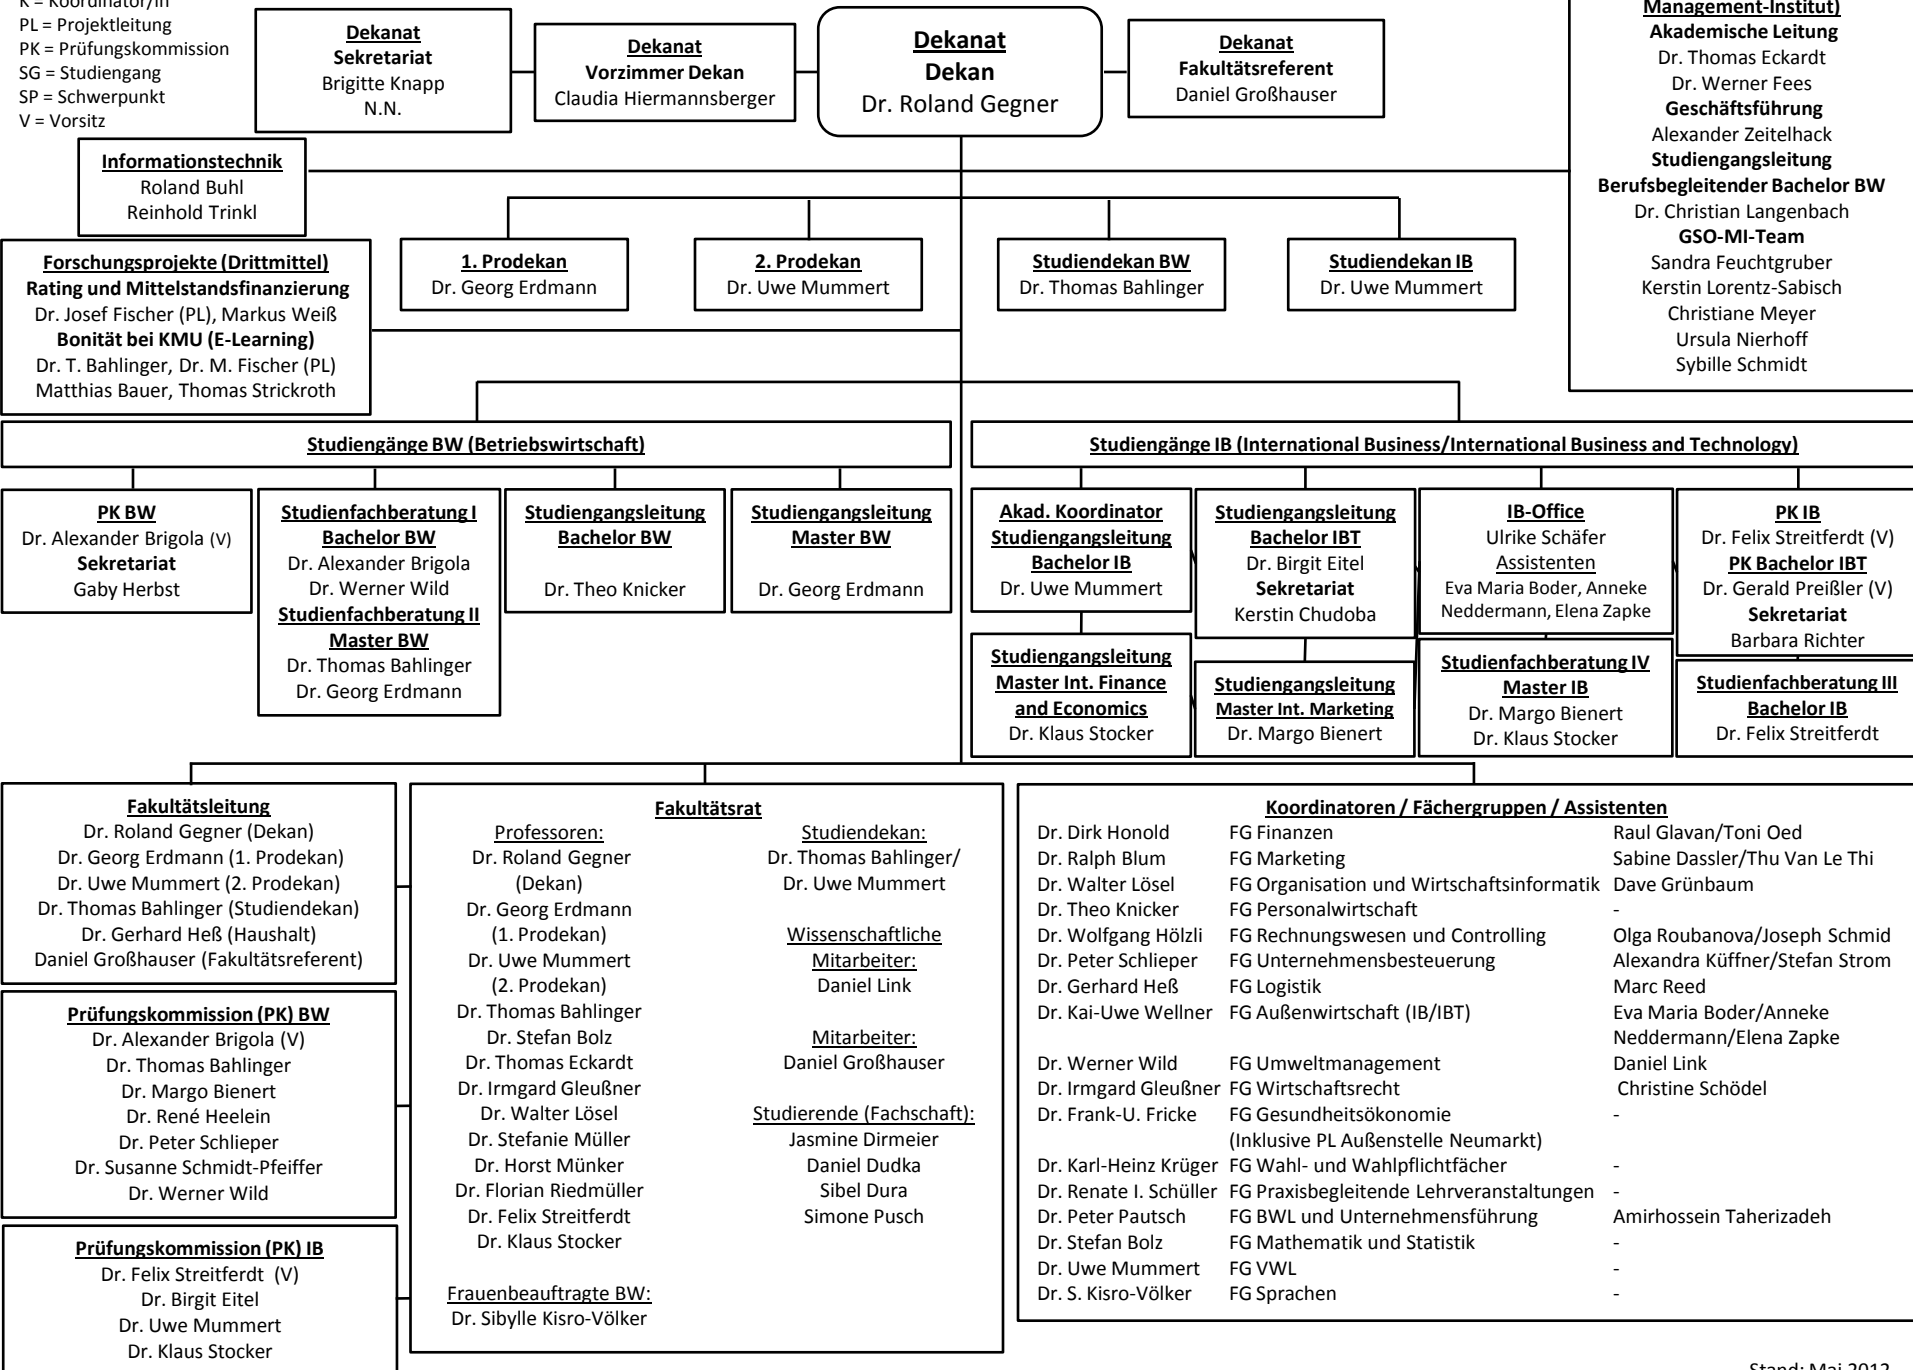 K = Koordinator/in
PL = Projektleitung
PK = Prüfungskommission
SG = Studiengang
SP = Schwerpunkt
V = Vorsitz
Dekanat
Sekretariat
Brigitte Knapp
N.N.
Dekanat
Vorzimmer Dekan
Claudia Hiermannsberger
Dekanat
Dekan
Dr. Roland Gegner
Dekanat
Fakultätsreferent
Daniel Großhauser
Management-Institut)
Akademische Leitung
Dr. Thomas Eckardt
Dr. Werner Fees
Geschäftsführung
Alexander Zeitelhack
Studiengangsleitung
Berufsbegleitender Bachelor BW
Dr. Christian Langenbach
GSO-MI-Team
Sandra Feuchtgruber
Kerstin Lorentz-Sabisch
Christiane Meyer
Ursula Nierhoff
Sybille Schmidt
Informationstechnik
Roland Buhl
Reinhold Trinkl
Forschungsprojekte (Drittmittel)
Rating und Mittelstandsfinanzierung
Dr. Josef Fischer (PL), Markus Weiß
Bonität bei KMU (E-Learning)
Dr. T. Bahlinger, Dr. M. Fischer (PL)
Matthias Bauer, Thomas Strickroth
1. Prodekan
Dr. Georg Erdmann
2. Prodekan
Dr. Uwe Mummert
Studiendekan BW
Dr. Thomas Bahlinger
Studiendekan IB
Dr. Uwe Mummert
Studiengänge BW (Betriebswirtschaft)
Studiengänge IB (International Business/International Business and Technology)
PK BW
Dr. Alexander Brigola (V)
Sekretariat
Gaby Herbst
Studienfachberatung I
Bachelor BW
Dr. Alexander Brigola
Dr. Werner Wild
Studienfachberatung II
Master BW
Dr. Thomas Bahlinger
Dr. Georg Erdmann
Studiengangsleitung
Bachelor BW
Dr. Theo Knicker
Studiengangsleitung
Master BW
Dr. Georg Erdmann
Akad. Koordinator
Studiengangsleitung
Bachelor IB
Dr. Uwe Mummert
Studiengangsleitung
Master Int. Finance
and Economics
Dr. Klaus Stocker
Studiengangsleitung
Bachelor IBT
Dr. Birgit Eitel
Sekretariat
Kerstin Chudoba
Studiengangsleitung
Master Int. Marketing
Dr. Margo Bienert
IB-Office
Ulrike Schäfer
Assistenten
Eva Maria Boder, Anneke
Neddermann, Elena Zapke
Studienfachberatung IV
Master IB
Dr. Margo Bienert
Dr. Klaus Stocker
PK IB
Dr. Felix Streitferdt (V)
PK Bachelor IBT
Dr. Gerald Preißler (V)
Sekretariat
Barbara Richter
Studienfachberatung III
Bachelor IB
Dr. Felix Streitferdt
Fakultätsleitung
Dr. Roland Gegner (Dekan)
Dr. Georg Erdmann (1. Prodekan)
Dr. Uwe Mummert (2. Prodekan)
Dr. Thomas Bahlinger (Studiendekan)
Dr. Gerhard Heß (Haushalt)
Daniel Großhauser (Fakultätsreferent)
Prüfungskommission (PK) BW
Dr. Alexander Brigola (V)
Dr. Thomas Bahlinger
Dr. Margo Bienert
Dr. René Heelein
Dr. Peter Schlieper
Dr. Susanne Schmidt-Pfeiffer
Dr. Werner Wild
Prüfungskommission (PK) IB
Dr. Felix Streitferdt (V)
Dr. Birgit Eitel
Dr. Uwe Mummert
Dr. Klaus Stocker
Fakultätsrat
Professoren:
Dr. Roland Gegner
(Dekan)
Dr. Georg Erdmann
(1. Prodekan)
Dr. Uwe Mummert
(2. Prodekan)
Dr. Thomas Bahlinger
Dr. Stefan Bolz
Dr. Thomas Eckardt
Dr. Irmgard Gleußner
Dr. Walter Lösel
Dr. Stefanie Müller
Dr. Horst Münker
Dr. Florian Riedmüller
Dr. Felix Streitferdt
Dr. Klaus Stocker
Frauenbeauftragte BW:
Dr. Sibylle Kisro-Völker
Studiendekan:
Dr. Thomas Bahlinger/
Dr. Uwe Mummert
Wissenschaftliche
Mitarbeiter:
Daniel Link
Mitarbeiter:
Daniel Großhauser
Studierende (Fachschaft):
Jasmine Dirmeier
Daniel Dudka
Sibel Dura
Simone Pusch
Koordinatoren / Fächergruppen / Assistenten
Dr. Dirk Honold FG Finanzen Raul Glavan/Toni Oed
Dr. Ralph Blum FG Marketing Sabine Dassler/Thu Van Le Thi
Dr. Walter Lösel FG Organisation und Wirtschaftsinformatik Dave Grünbaum
Dr. Theo Knicker FG Personalwirtschaft -
Dr. Wolfgang Hölzli FG Rechnungswesen und Controlling Olga Roubanova/Joseph Schmid
Dr. Peter Schlieper FG Unternehmensbesteuerung Alexandra Küffner/Stefan Strom
Dr. Gerhard Heß FG Logistik Marc Reed
Dr. Kai-Uwe Wellner FG Außenwirtschaft (IB/IBT) Eva Maria Boder/Anneke
Neddermann/Elena Zapke
Dr. Werner Wild FG Umweltmanagement Daniel Link
Dr. Irmgard Gleußner FG Wirtschaftsrecht Christine Schödel
Dr. Frank-U. Fricke FG Gesundheitsökonomie -
(Inklusive PL Außenstelle Neumarkt)
Dr. Karl-Heinz Krüger FG Wahl- und Wahlpflichtfächer -
Dr. Renate I. Schüller FG Praxisbegleitende Lehrveranstaltungen -
Dr. Peter Pautsch FG BWL und Unternehmensführung Amirhossein Taherizadeh
Dr. Stefan Bolz FG Mathematik und Statistik -
Dr. Uwe Mummert FG VWL -
Dr. S. Kisro-Völker FG Sprachen -
Stand: Mai 2012